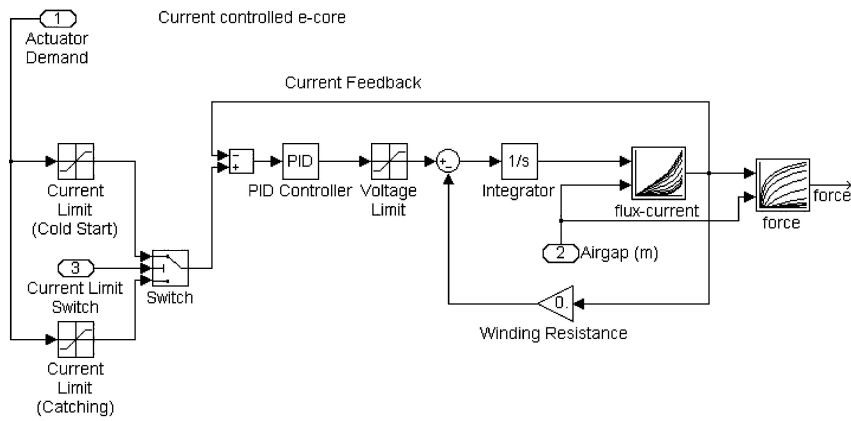 1
Actuator
Demand
Current controlled e-core
Current Feedback
Current
Limit
(Cold Start)
3
Current Limit
Switch
Switch
Current
Limit
(Catching)
−
+
PID
PID Controller
Voltage
Limit
+
−
1/s
Integrator
flux-current
2
Airgap (m)
0.
Winding Resistance
force
force